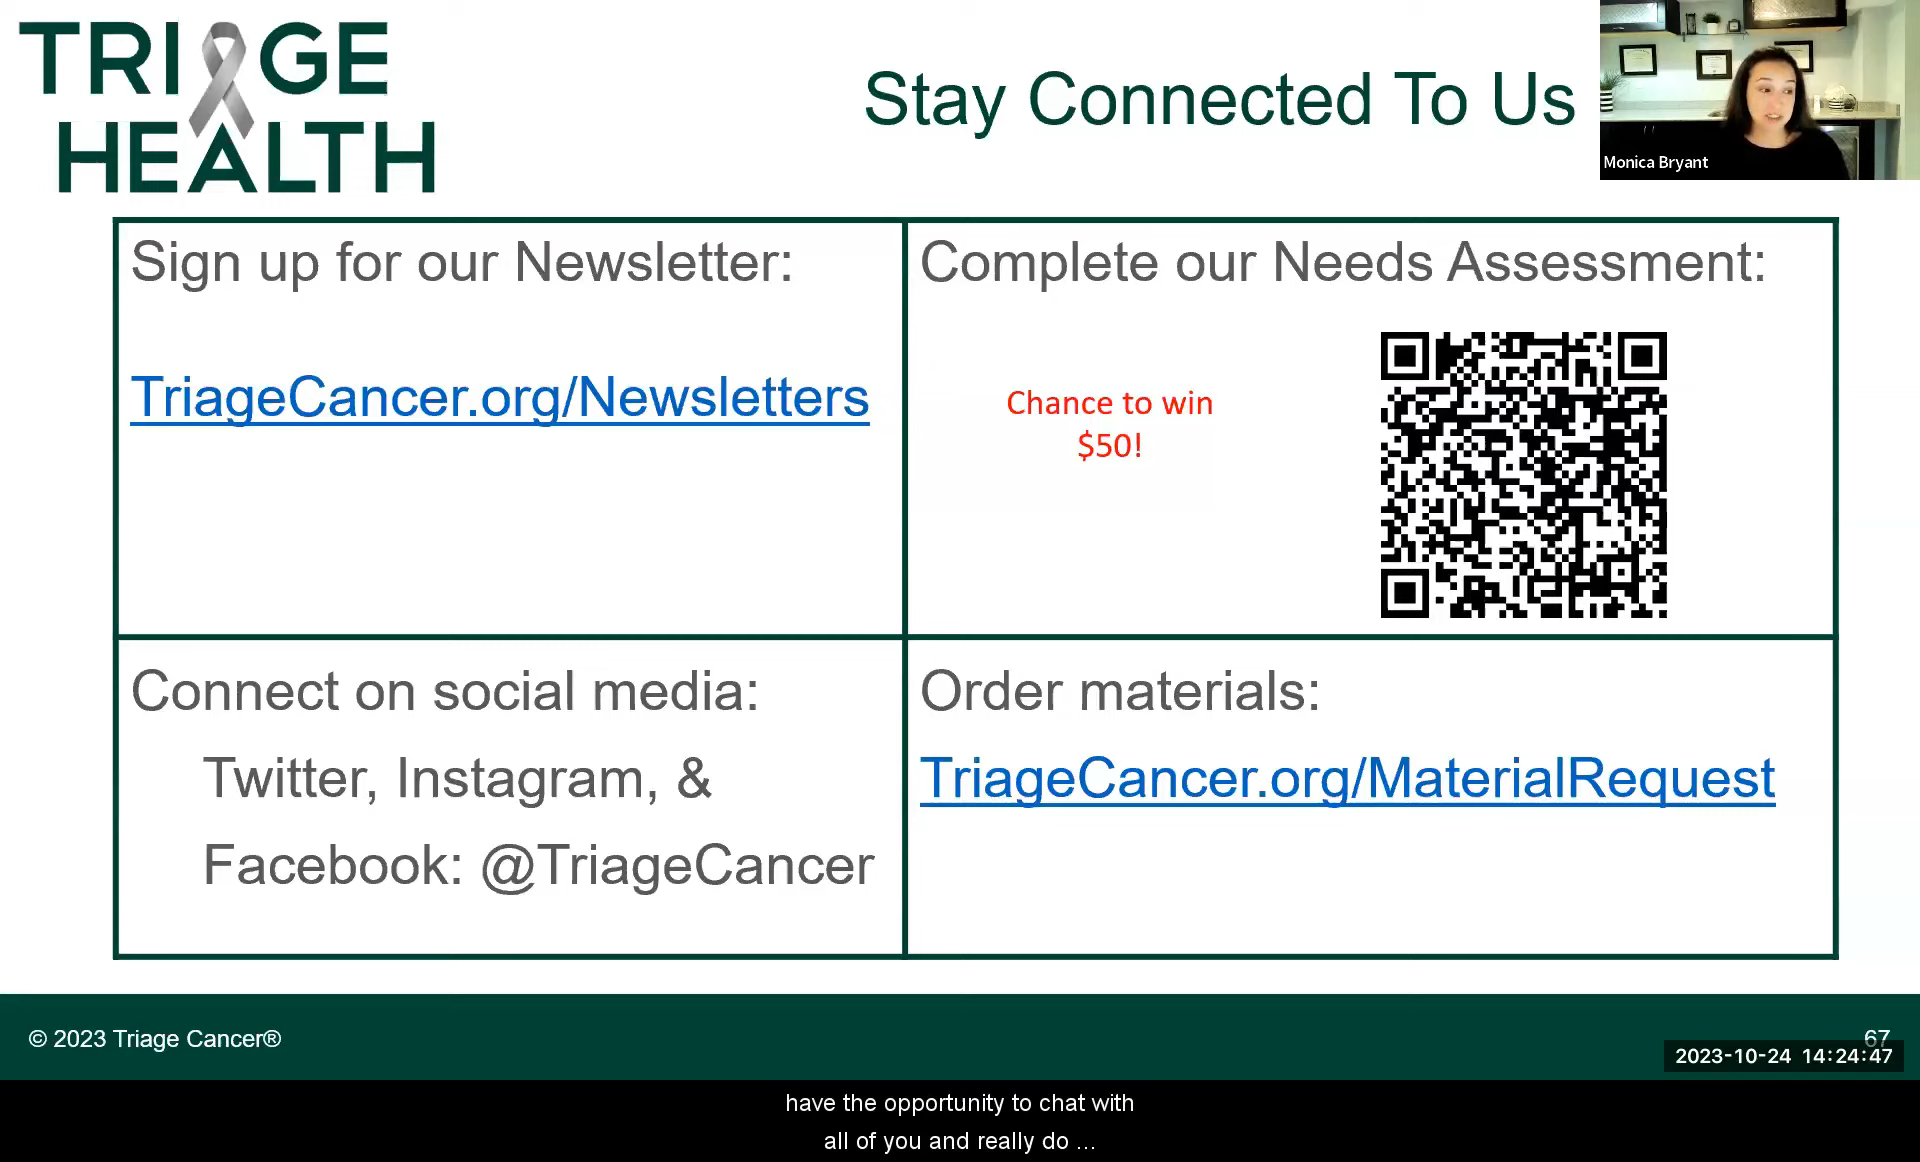 TRIAGE
HEALTH
Stay Connected To Us
Monica Bryant
Sign up for our Newsletter:
TriageCancer.org/Newsletters
Complete our Needs Assessment:
Chance to win
$50!
Connect on social media:
Twitter, Instagram, &
Facebook: @TriageCancer
Order materials:
TriageCancer.org/MaterialRequest
© 2023 Triage Cancer®
67
2023-10-24 14:24:47
have the opportunity to chat with
all of you and really do ...